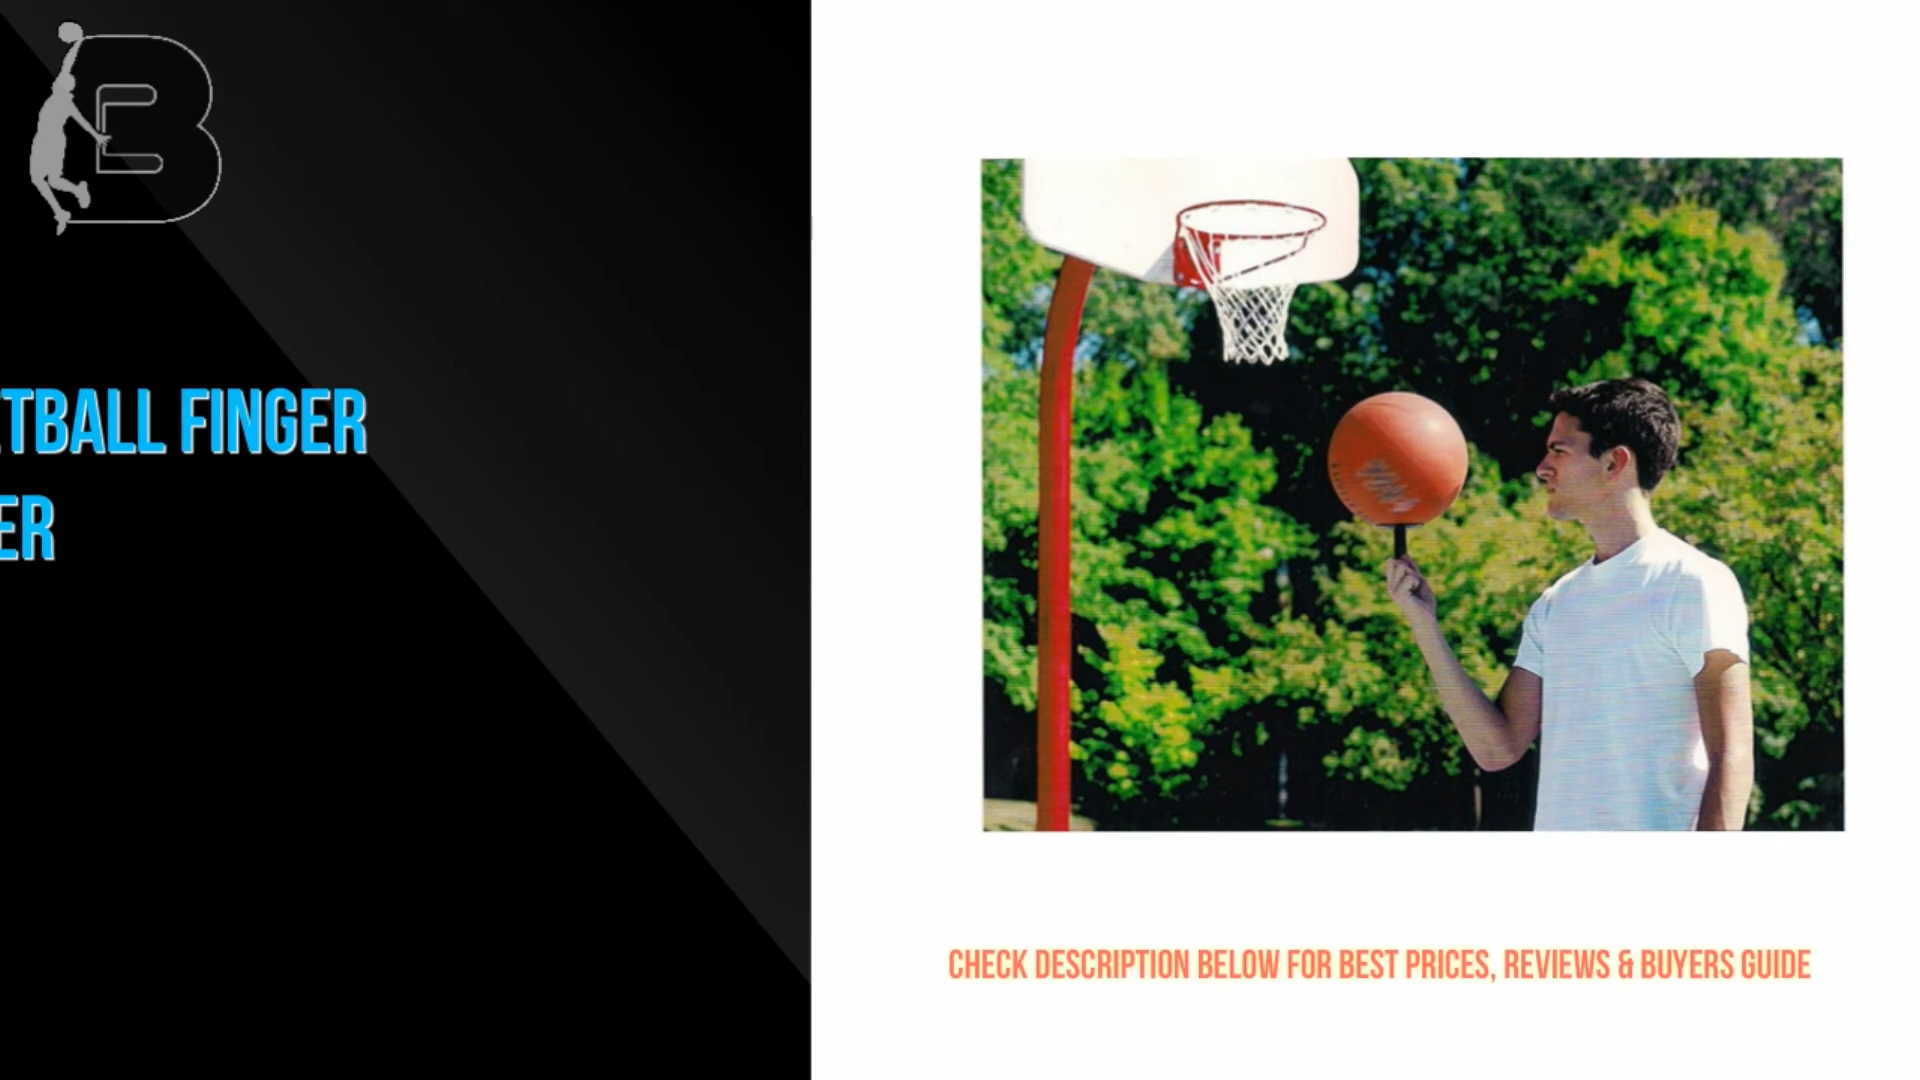 B
TBALL FINGER
ER
CHECK DESCRIPTION BELOW FOR BEST PRICES, REVIEWS & BUYERS GUIDE